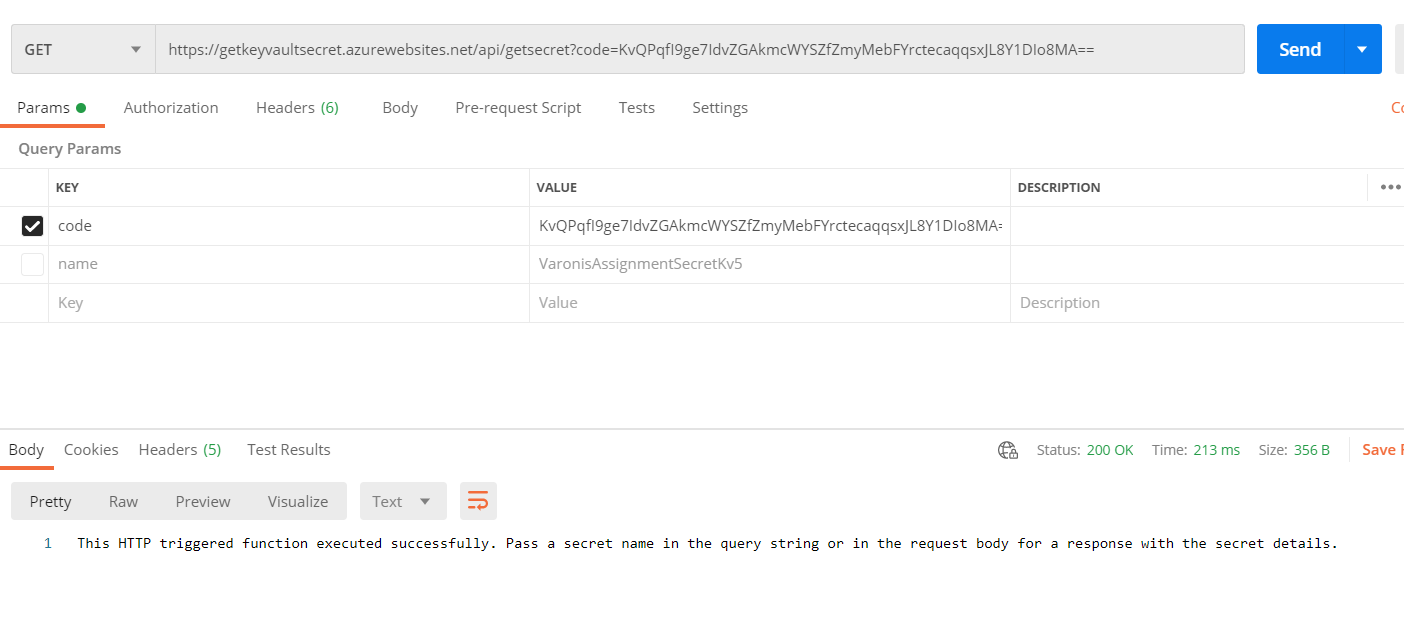 GET https://getkeyvaultsecret.azurewebsites.net/api/getsecret?code=KvQPqfI9ge7IdvZGAkmcWYSZfZmyMebFYrctecaqqsxJL8Y1DIo8MA== Send
Params Authorization Headers (6) Body Pre-request Script Tests Settings
Query Params
KEY VALUE DESCRIPTION
code KvQPqfI9ge7IdvZGAkmcWYSZfZmyMebFYrctecaqqsxJL8Y1DIo8MA=
name VaronisAssignmentSecretKv5
Key Value Description
Body Cookies Headers (5) Test Results Status: 200 OK Time: 213 ms Size: 356 B Save
Pretty Raw Preview Visualize Text
1 This HTTP triggered function executed successfully. Pass a secret name in the query string or in the request body for a response with the secret details.